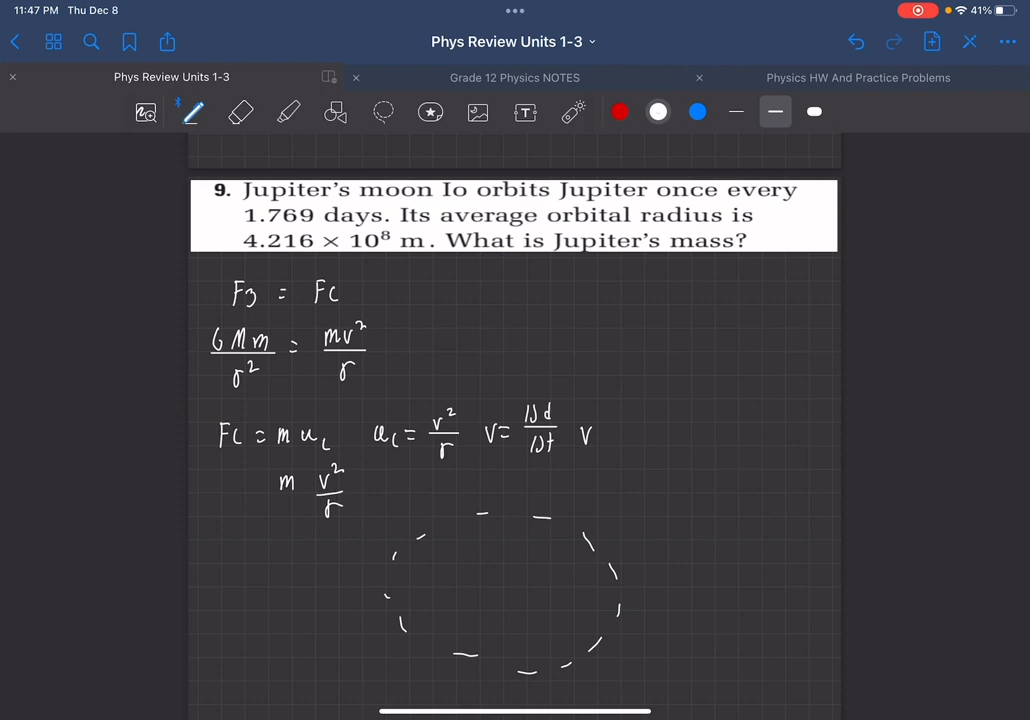 11:47 PM Thu Dec 8
41%
Phys Review Units 1-3
Phys Review Units 1-3
Grade 12 Physics NOTES
Physics HW And Practice Problems
T
9. Jupiter's moon Io orbits Jupiter once every
1.769 days. Its average orbital radius is
4.216 × 10⁸ m. What is Jupiter's mass?
Fg = Fc
GMm/r² = mv²/r
Fc = m ac ac = v²/r v = Δd/Δt v
m v²/r